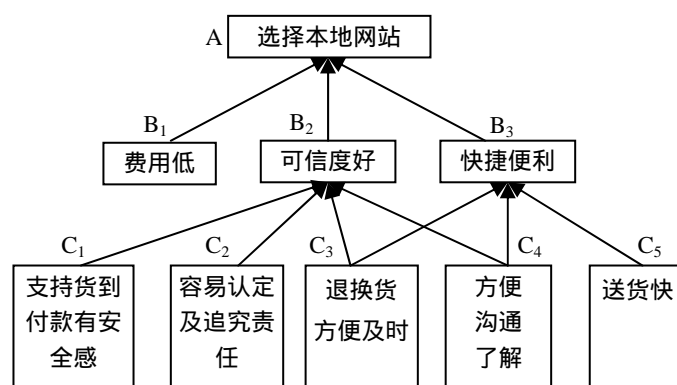 A 选择本地网站
B₁ B₂ B₃
费用低 可信度好 快捷便利
C₁ C₂ C₃ C₄ C₅
支持货到
付款有安
全感
容易认定
及追究责
任
退换货
方便及时
方便
沟通
了解
送货快